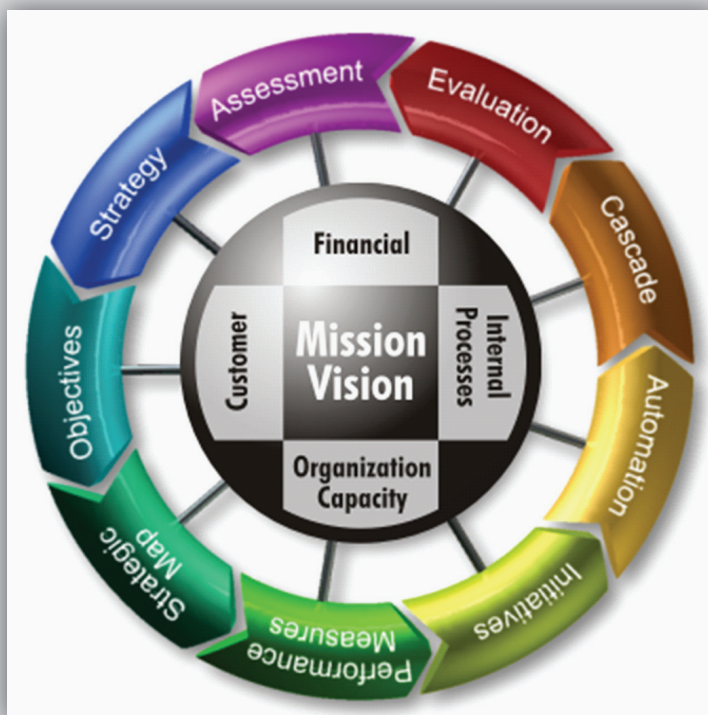 Assessment
Evaluation
Cascade
Automation
Initiatives
Performance
Measures
Strategic
Map
Objectives
Strategy
Financial
Customer
Mission
Vision
Internal
Processes
Organization
Capacity